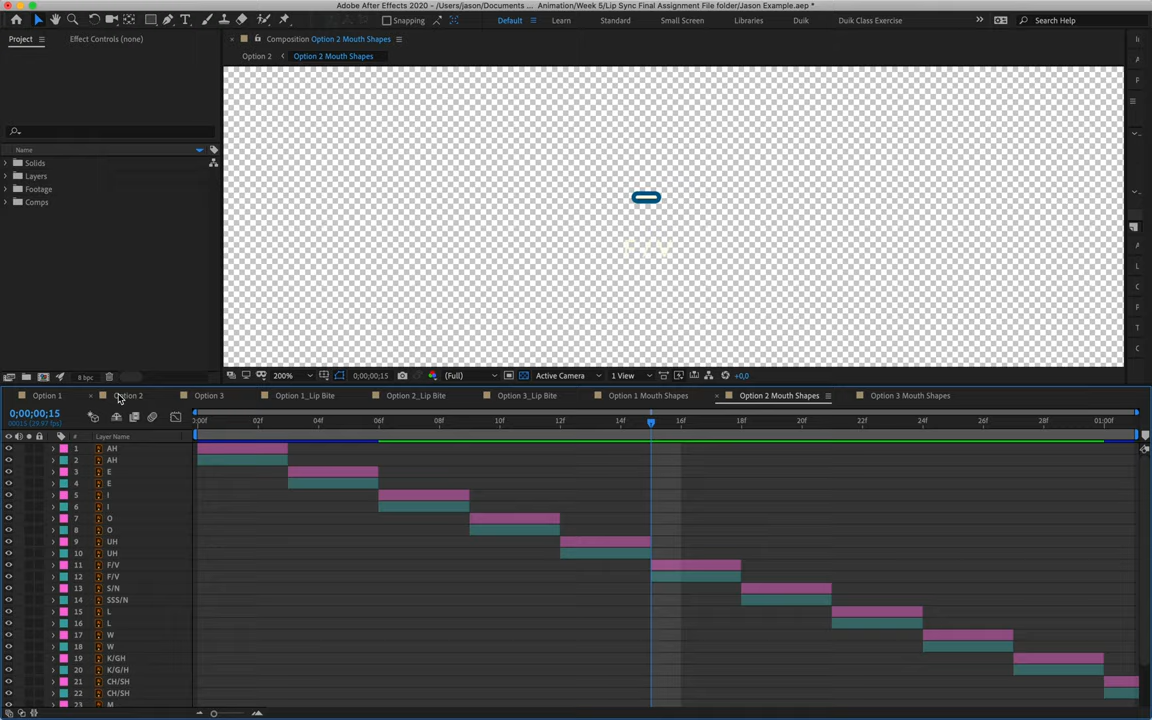 Adobe After Effects 2020 - /Users/jason/Documents ... Animation/Week 5/Lip Sync Final Assignment File folder/Jason Example.aep *
Snapping
Default
Learn
Standard
Small Screen
Libraries
Duik
Duik Class Exercise
Search Help
Project
Effect Controls (none)
Composition Option 2 Mouth Shapes
Option 2
Option 2 Mouth Shapes
Name
Solids
Layers
Footage
Comps
F/V
8 bpc
200%
0;00;00;15
(Full)
Active Camera
1 View
+0,0
Option 1
Option 2
Option 3
Option 1_Lip Bite
Option 2_Lip Bite
Option 3_Lip Bite
Option 1 Mouth Shapes
Option 2 Mouth Shapes
Option 3 Mouth Shapes
0;00;00;15
00015 (29.97 fps)
02f 04f 06f 08f 10f 12f 14f 16f 18f 20f 22f 24f 26f 28f 01:00f
# Layer Name
1 AH
2 AH
3 E
4 E
5 I
6 I
7 O
8 O
9 UH
10 UH
11 F/V
12 F/V
13 S/N
14 SSS/N
15 L
16 L
17 W
18 W
19 K/GH
20 K/G/H
21 CH/SH
22 CH/SH
23 M